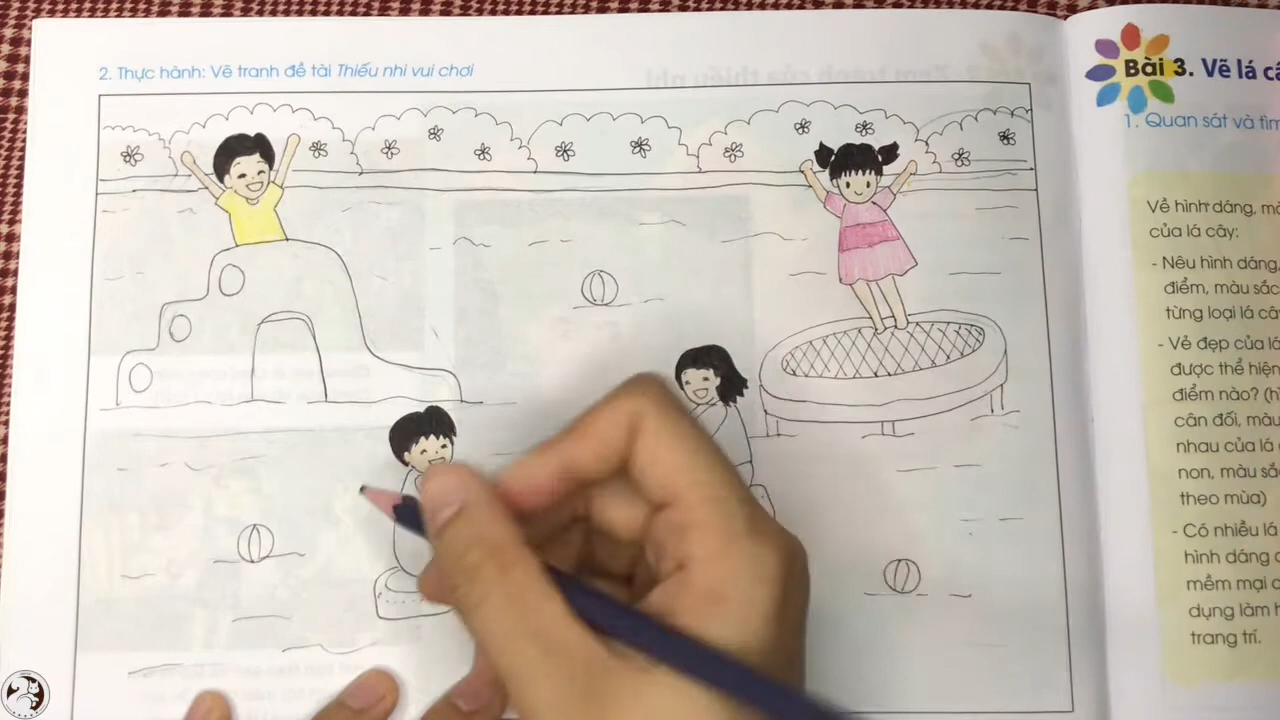 2. Thực hành: Vẽ tranh đề tài Thiếu nhi vui chơi
Bài 3. Vẽ lá câ
1. Quan sát và tìm
Về hình dáng, mà
của lá cây:
- Nêu hình dáng,
điểm, màu sắc
từng loại lá câ
- Vẻ đẹp của lá
được thể hiện
điểm nào? (h
cân đối, màu
nhau của lá
non, màu sắ
theo mùa)
- Có nhiều lá
hình dáng
mềm mại
dụng làm h
trang trí.